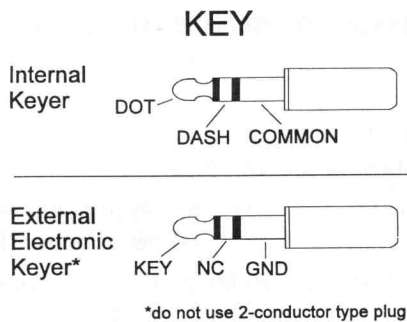 KEY
Internal
Keyer
DOT
DASH COMMON
External
Electronic
Keyer*
KEY NC GND
*do not use 2-conductor type plug